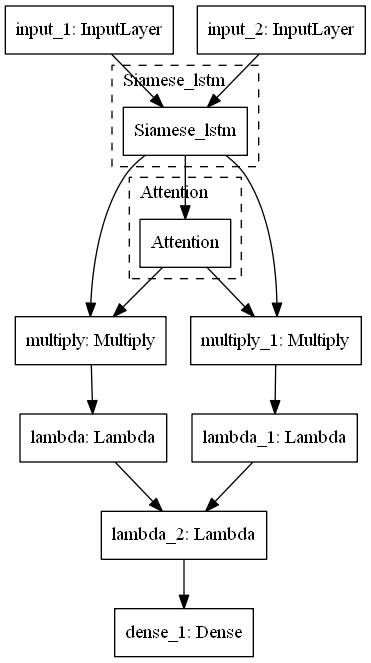 input_1: InputLayer
input_2: InputLayer
Siamese_lstm
Siamese_lstm
Attention
Attention
multiply: Multiply
multiply_1: Multiply
lambda: Lambda
lambda_1: Lambda
lambda_2: Lambda
dense_1: Dense